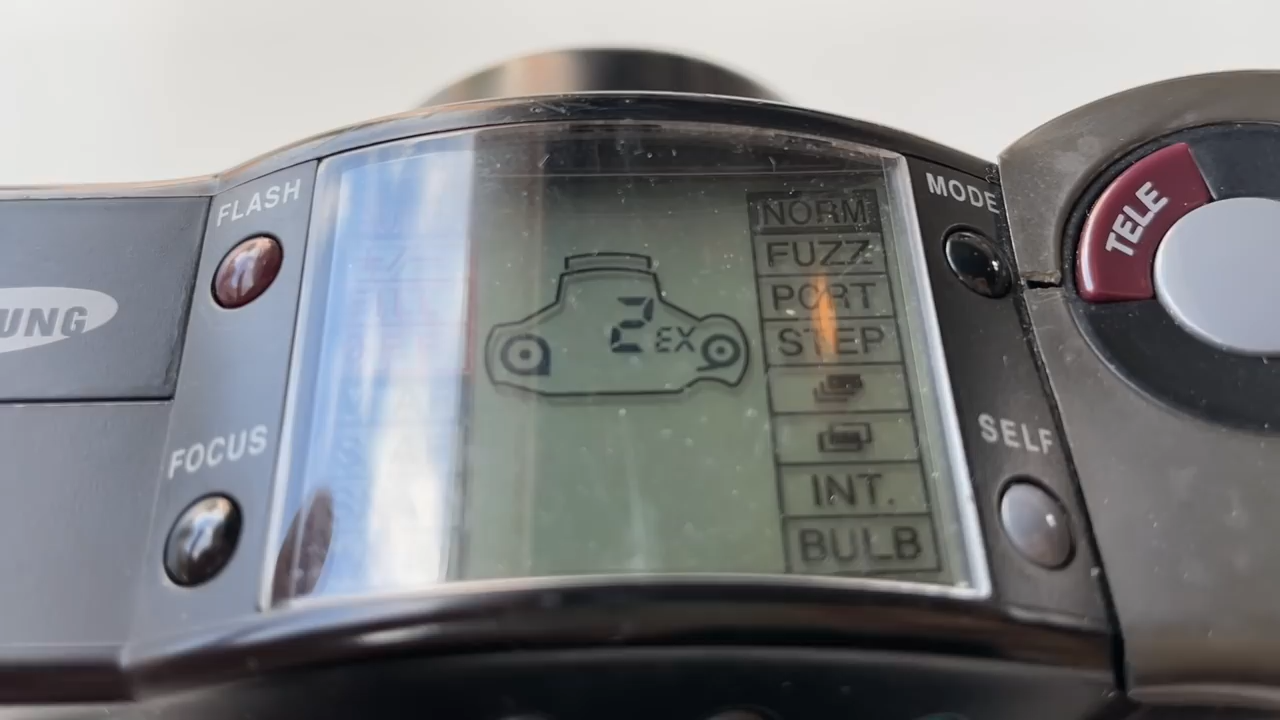 FLASH
MODE
TELE
UNG
FOCUS
SELF
2 EX
NORM
FUZZ
PORT
STEP
INT.
BULB